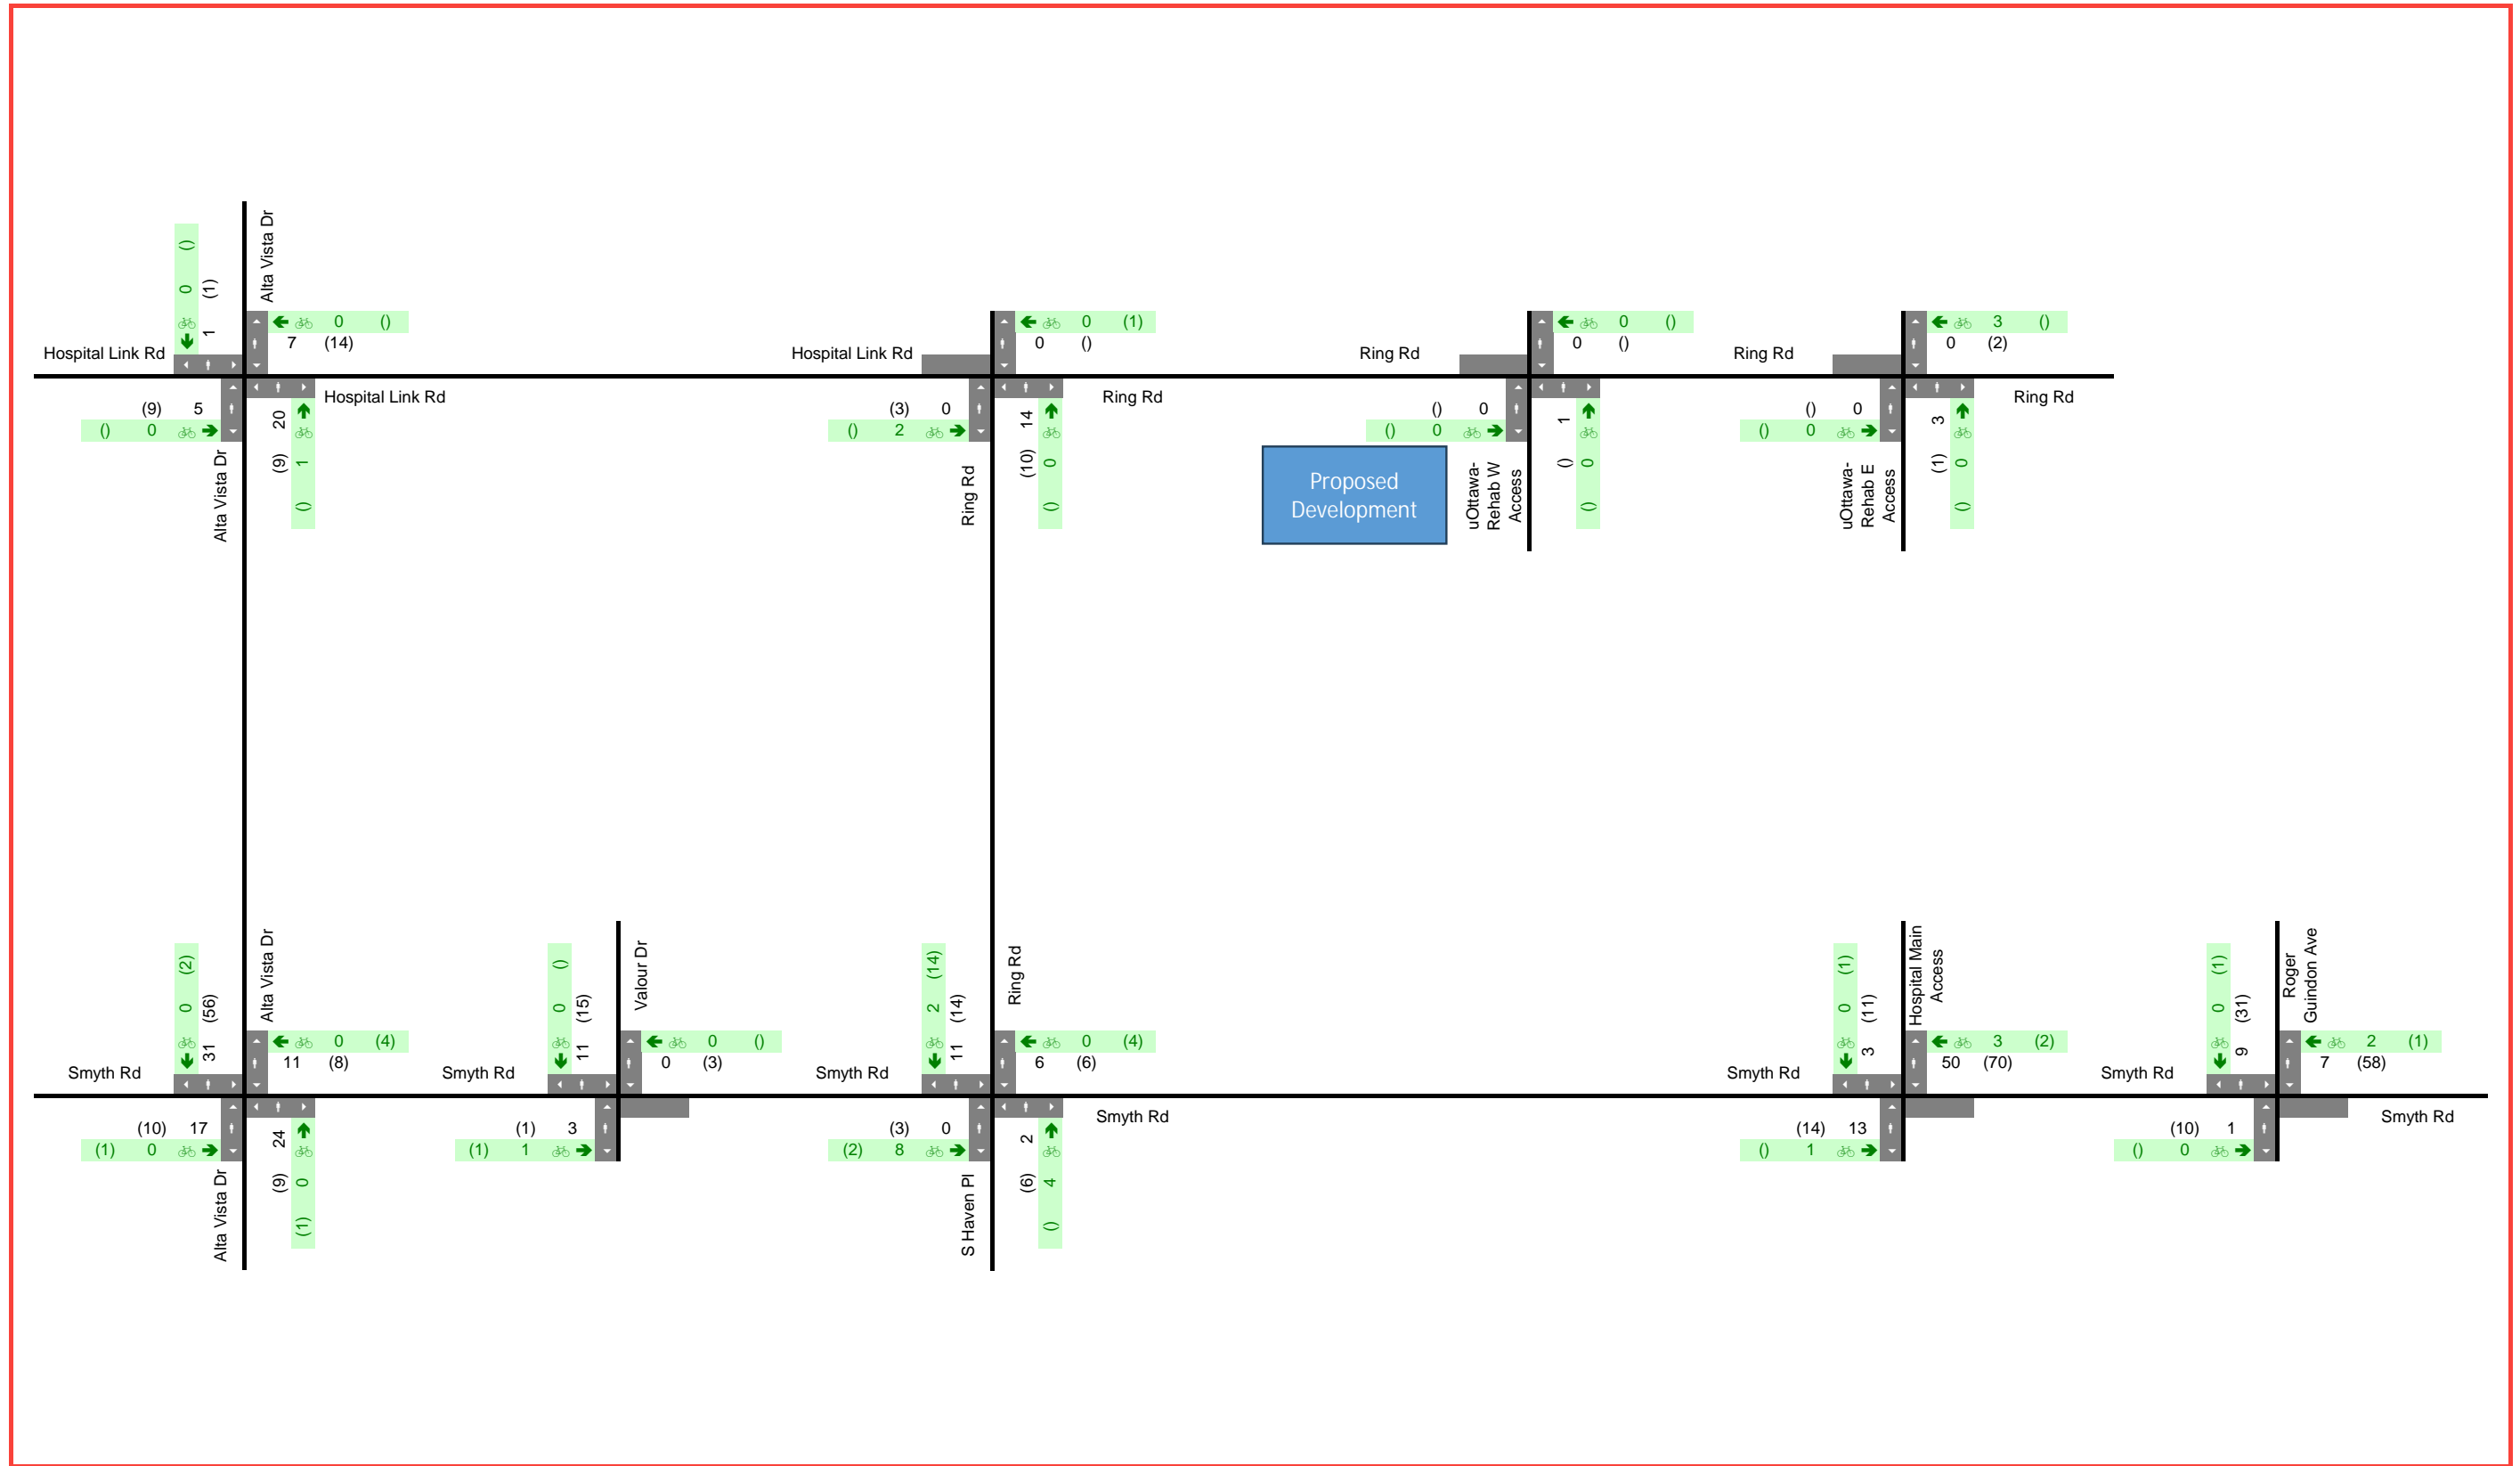 Alta Vista Dr
0 ()
1 (1)
0 ()
7 (14)
Hospital Link Rd
Hospital Link Rd
(9) 5
() 0
20 (9)
1 ()
Alta Vista Dr
0 (1)
0 ()
Hospital Link Rd
Ring Rd
(3) 0
() 2
14 (10)
0 ()
Ring Rd
0 ()
0 ()
Ring Rd
() 0
() 0
1 ()
0 ()
uOttawa-
Rehab W
Access
Proposed
Development
3 ()
0 (2)
Ring Rd
Ring Rd
() 0
() 0
3 (1)
0 ()
uOttawa-
Rehab E
Access
Alta Vista Dr
0 (2)
31 (56)
0 (4)
11 (8)
Smyth Rd
(10) 17
(1) 0
24 (9)
0 (1)
Alta Vista Dr
Valour Dr
0 ()
11 (15)
0 ()
0 (3)
Smyth Rd
(1) 3
(1) 1
Ring Rd
2 (14)
11 (14)
0 (4)
6 (6)
Smyth Rd
Smyth Rd
(3) 0
(2) 8
2 (6)
4 ()
S Haven Pl
Hospital Main
Access
0 (1)
3 (11)
3 (2)
50 (70)
Smyth Rd
(14) 13
() 1
Roger
Guindon Ave
0 (1)
9 (31)
2 (1)
7 (58)
Smyth Rd
Smyth Rd
(10) 1
() 0